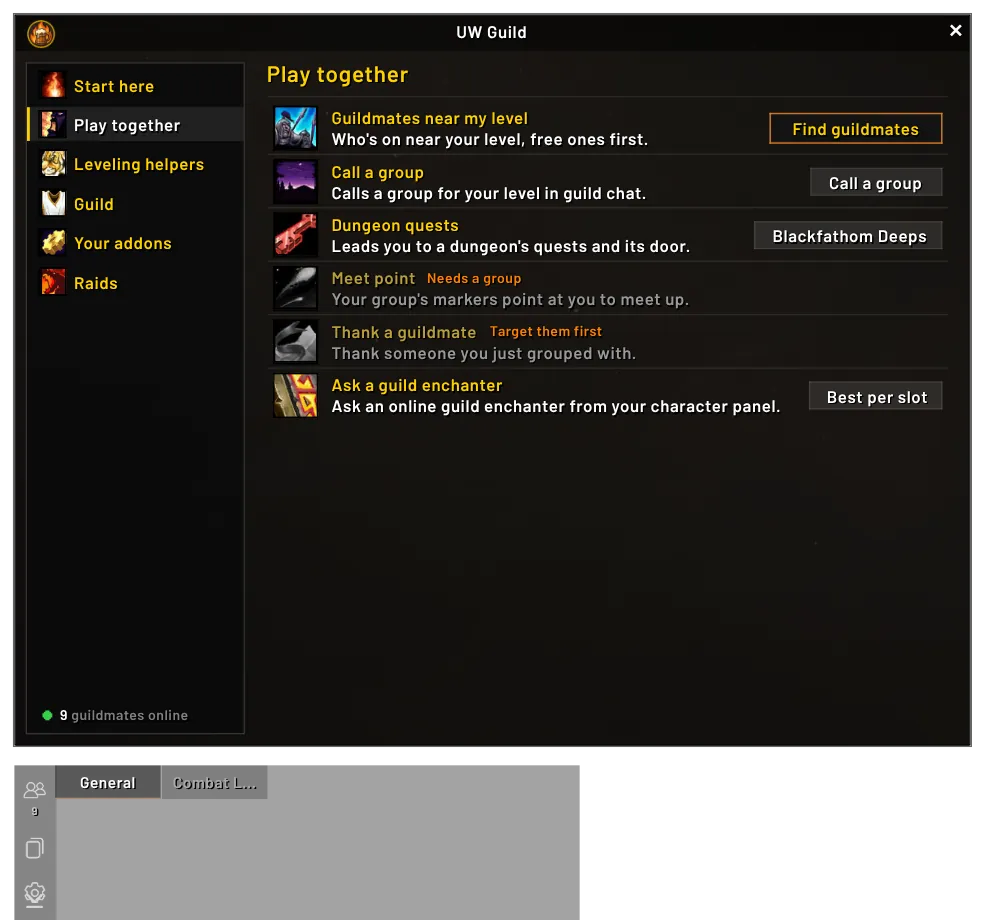 UW Guild
Start here
Play together
Leveling helpers
Guild
Your addons
Raids
9 guildmates online
Play together
Guildmates near my level
Who's on near your level, free ones first.
Find guildmates
Call a group
Calls a group for your level in guild chat.
Call a group
Dungeon quests
Leads you to a dungeon's quests and its door.
Blackfathom Deeps
Meet point Needs a group
Your group's markers point at you to meet up.
Thank a guildmate Target them first
Thank someone you just grouped with.
Ask a guild enchanter
Ask an online guild enchanter from your character panel.
Best per slot
General
Combat L...
9